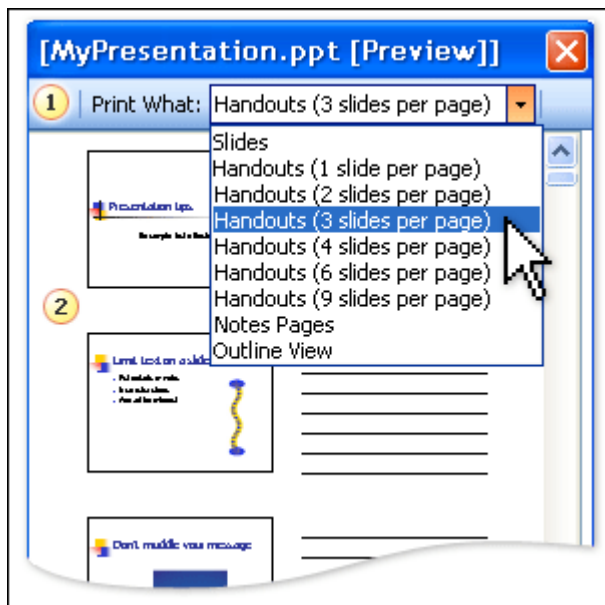 [MyPresentation.ppt [Preview]]
1 Print What: Handouts (3 slides per page)
Slides
Handouts (1 slide per page)
Handouts (2 slides per page)
Handouts (3 slides per page)
Handouts (4 slides per page)
Handouts (6 slides per page)
Handouts (9 slides per page)
Notes Pages
Outline View
Presentation tips
2
Limit text on a slide
Don't muddle your message